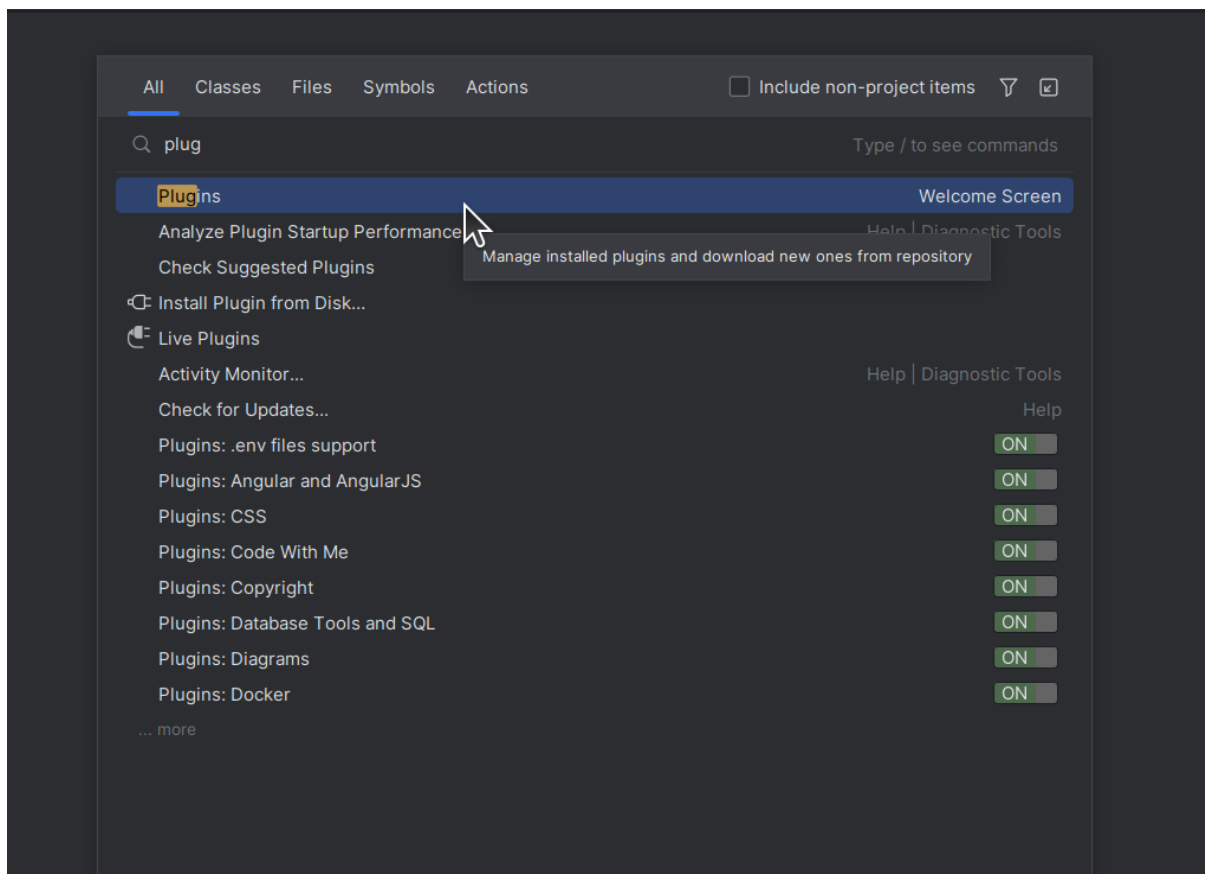 All Classes Files Symbols Actions Include non-project items
plug Type / to see commands
Plugins Welcome Screen
Analyze Plugin Startup Performance Help | Diagnostic Tools
Manage installed plugins and download new ones from repository
Check Suggested Plugins
Install Plugin from Disk...
Live Plugins
Activity Monitor... Help | Diagnostic Tools
Check for Updates... Help
Plugins: .env files support ON
Plugins: Angular and AngularJS ON
Plugins: CSS ON
Plugins: Code With Me ON
Plugins: Copyright ON
Plugins: Database Tools and SQL ON
Plugins: Diagrams ON
Plugins: Docker ON
... more